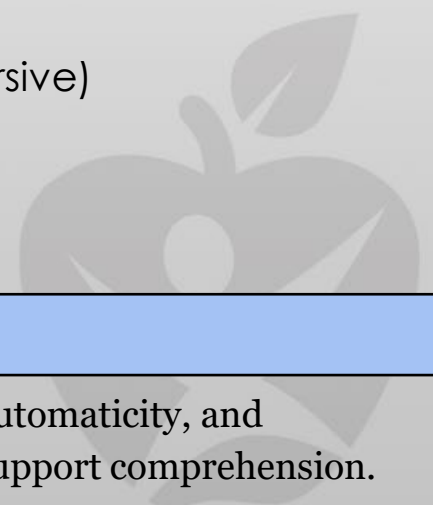 rsive)
utomaticity, and
upport comprehension.